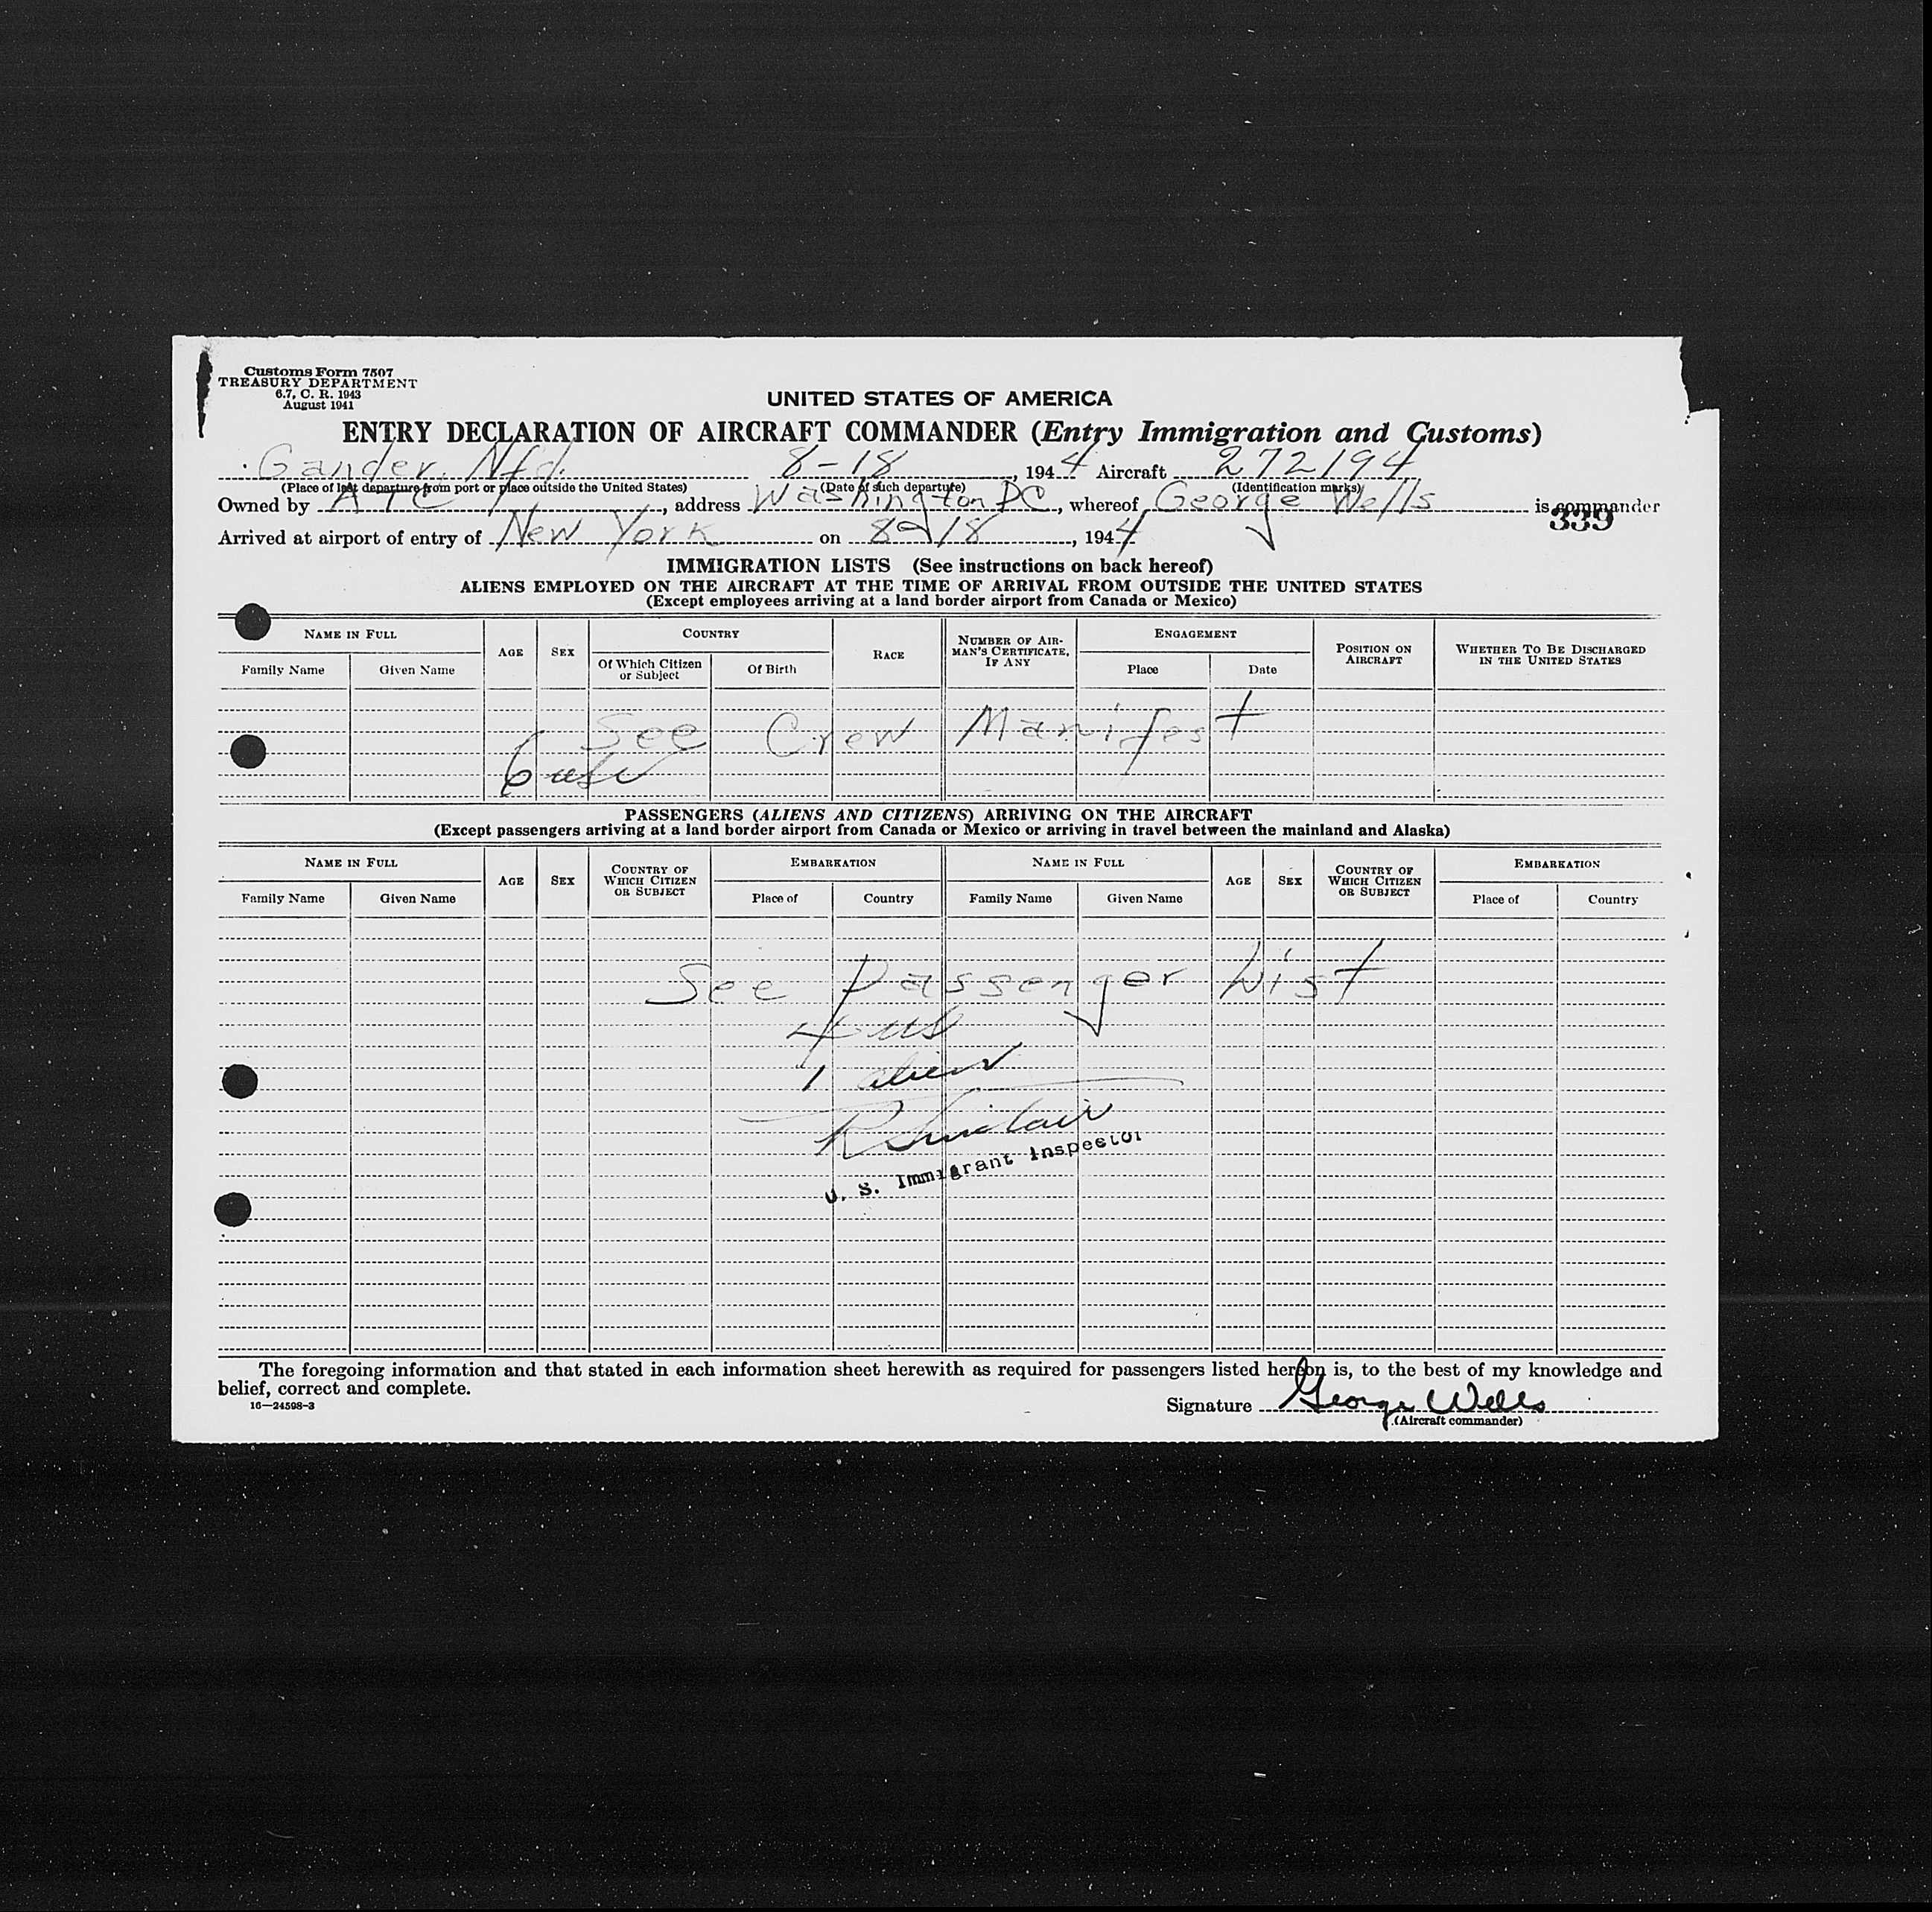 Customs Form 7507
TREASURY DEPARTMENT
6.7, C. R. 1943
August 1941
UNITED STATES OF AMERICA
ENTRY DECLARATION OF AIRCRAFT COMMANDER (Entry Immigration and Customs)
Gander, Nfd. 8-18, 1944 Aircraft 272194
(Place of last departure from port or place outside the United States) (Date of such departure) (Identification marks)
Owned by ATC, address Washington DC, whereof George Wells is commander
339
Arrived at airport of entry of New York on 8-18, 1944
IMMIGRATION LISTS (See instructions on back hereof)
ALIENS EMPLOYED ON THE AIRCRAFT AT THE TIME OF ARRIVAL FROM OUTSIDE THE UNITED STATES
(Except employees arriving at a land border airport from Canada or Mexico)
NAME IN FULL AGE SEX COUNTRY RACE NUMBER OF AIRMAN'S CERTIFICATE, IF ANY ENGAGEMENT POSITION ON AIRCRAFT WHETHER TO BE DISCHARGED IN THE UNITED STATES
Family Name Given Name Of Which Citizen or Subject Of Birth Place Date
See Crew Manifest
6
PASSENGERS (ALIENS AND CITIZENS) ARRIVING ON THE AIRCRAFT
(Except passengers arriving at a land border airport from Canada or Mexico or arriving in travel between the mainland and Alaska)
NAME IN FULL AGE SEX COUNTRY OF WHICH CITIZEN OR SUBJECT EMBARKATION NAME IN FULL AGE SEX COUNTRY OF WHICH CITIZEN OR SUBJECT EMBARKATION
Family Name Given Name Place of Country Family Name Given Name Place of Country
See Passenger List
4 US
1 alien
R Sinclair
U. S. Immigrant Inspector
The foregoing information and that stated in each information sheet herewith as required for passengers listed hereon is, to the best of my knowledge and
belief, correct and complete.
16—24598-3
Signature George Wells
(Aircraft commander)